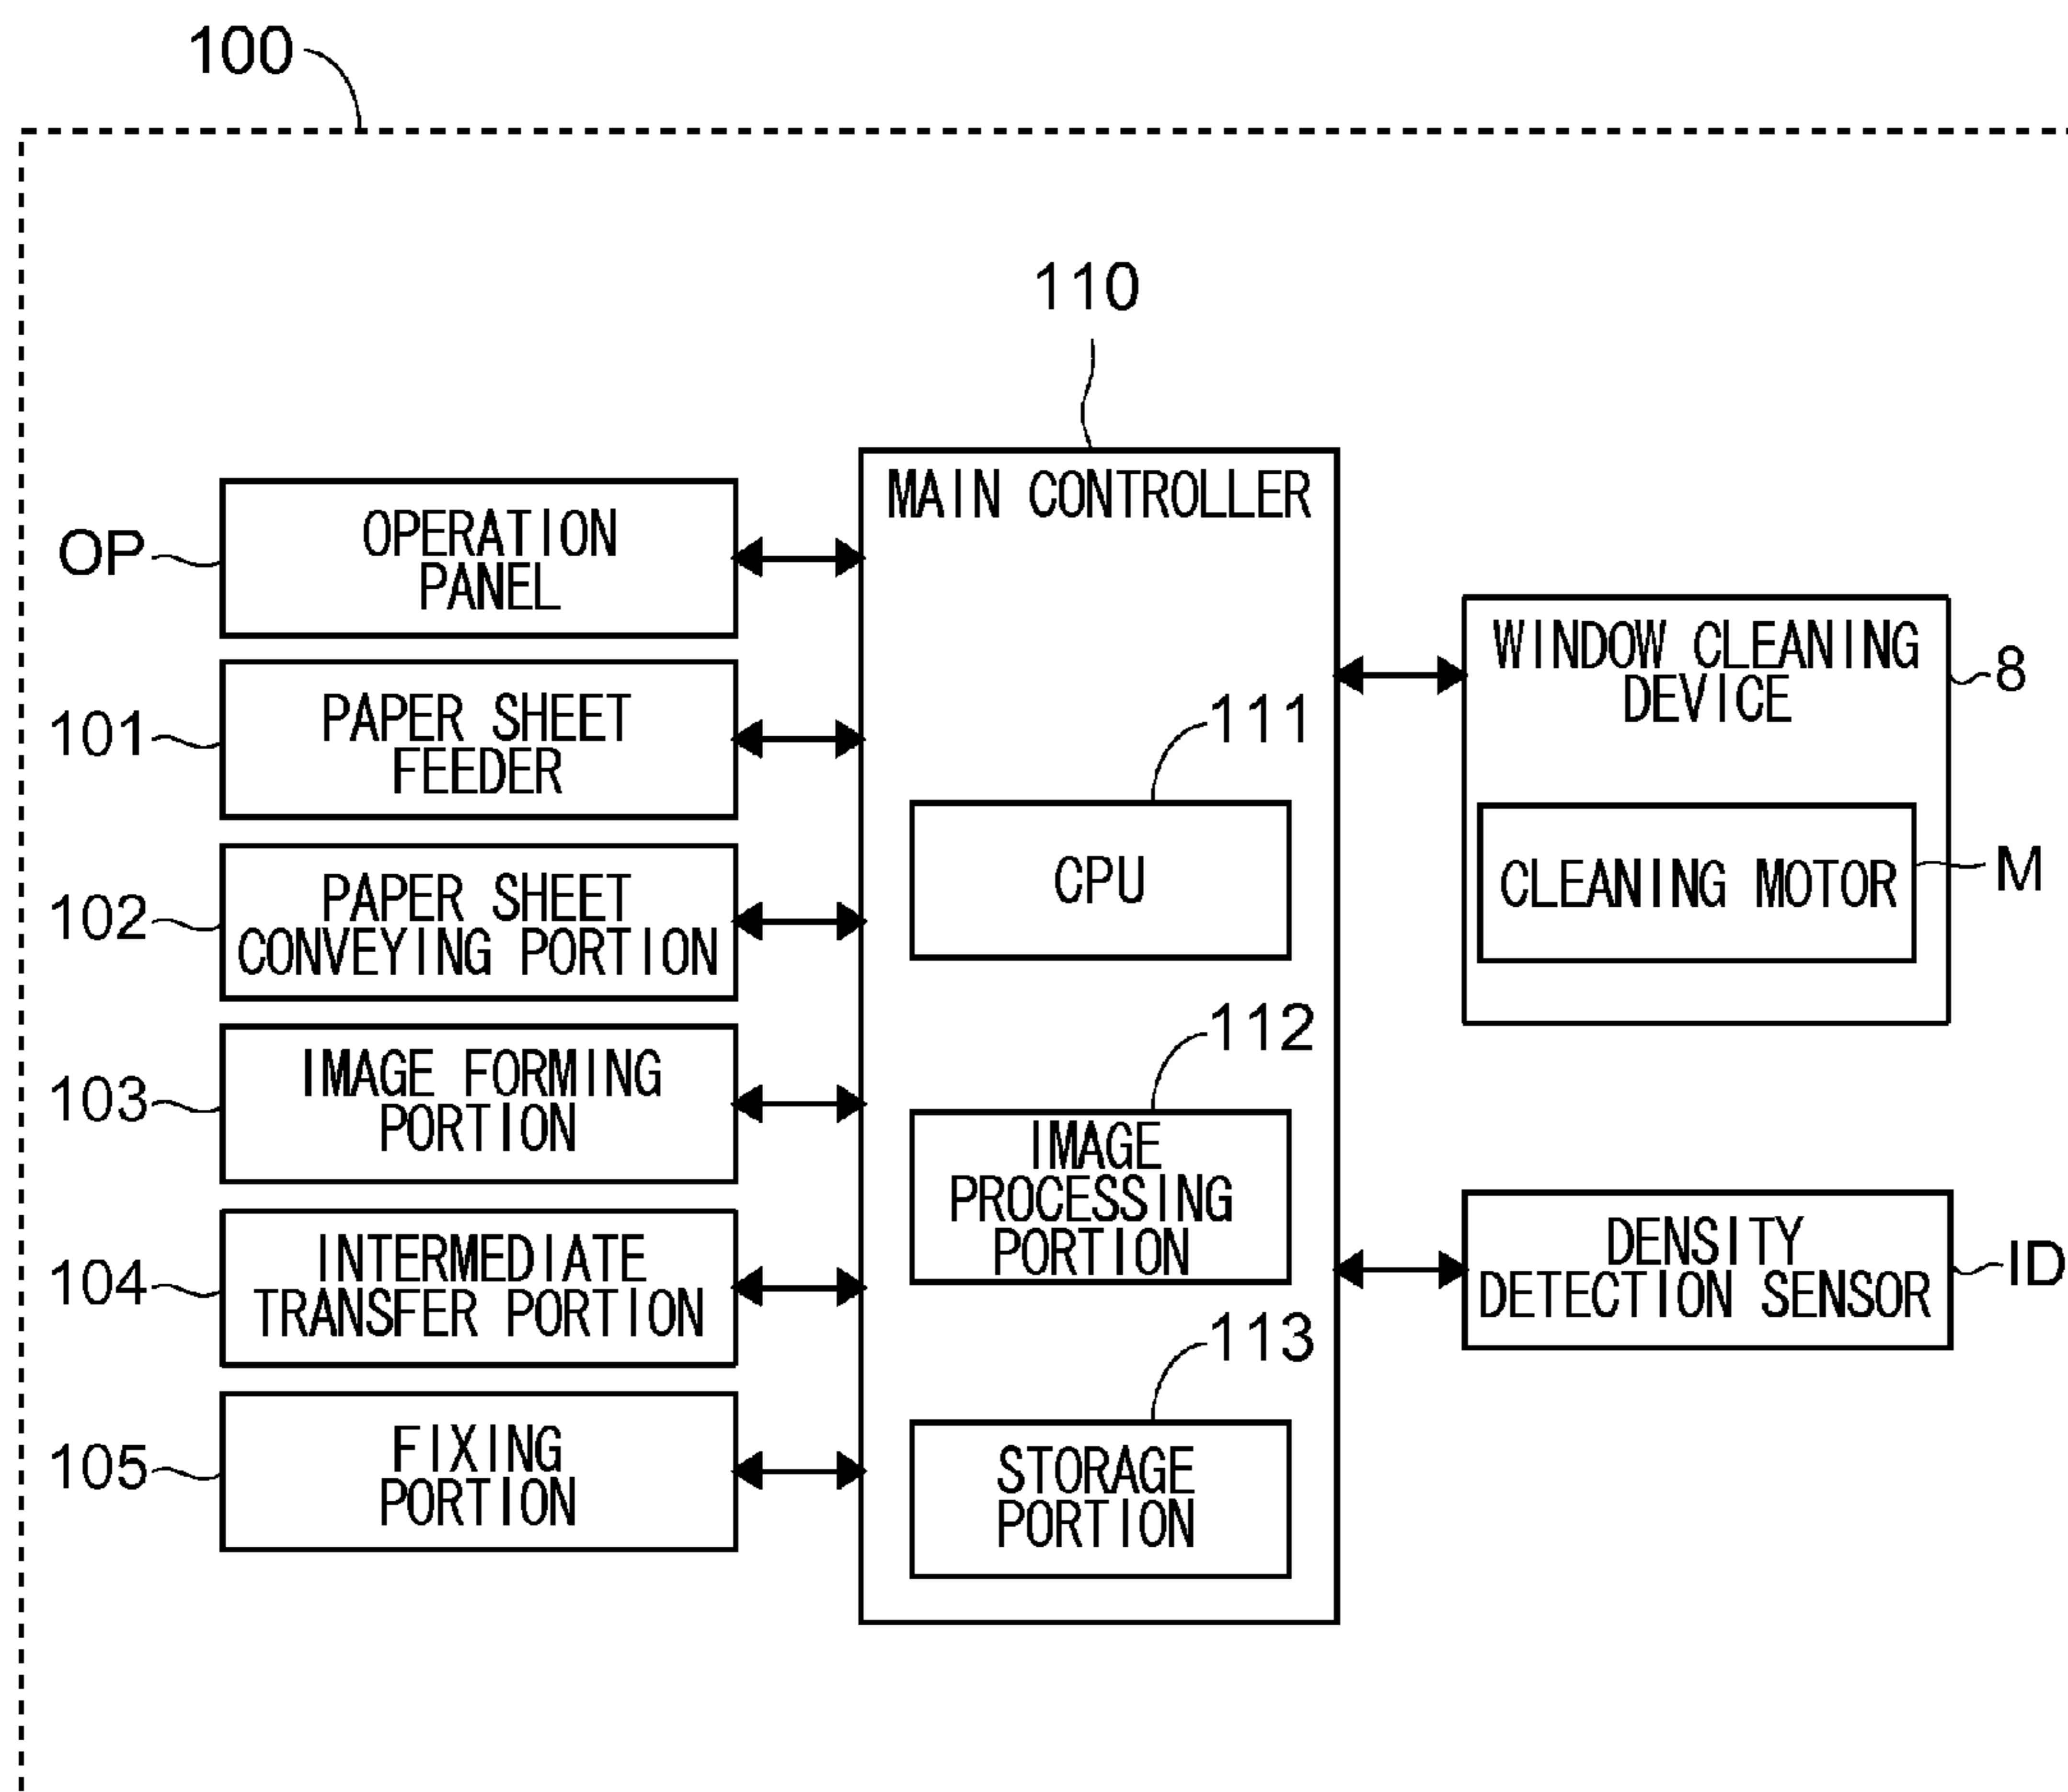 100
110
MAIN CONTROLLER
OP
OPERATION
PANEL
101
PAPER SHEET
FEEDER
102
PAPER SHEET
CONVEYING PORTION
103
IMAGE FORMING
PORTION
104
INTERMEDIATE
TRANSFER PORTION
105
FIXING
PORTION
111
CPU
112
IMAGE
PROCESSING
PORTION
113
STORAGE
PORTION
WINDOW CLEANING
DEVICE
8
CLEANING MOTOR
M
DENSITY
DETECTION SENSOR
ID